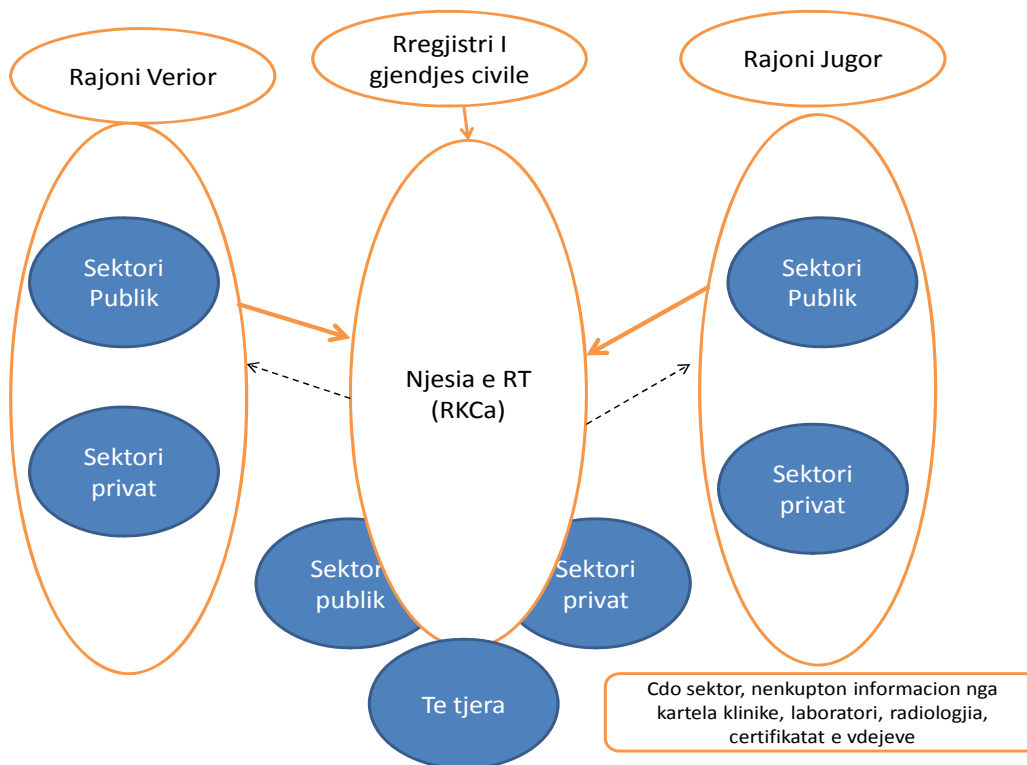 Rajoni Verior
Rregjistri I
gjendjes civile
Rajoni Jugor
Sektori
Publik
Sektori
Publik
Njesia e RT
(RKCa)
Sektori
privat
Sektori
privat
Sektori
publik
Sektori
privat
Te tjera
Cdo sektor, nenkupton informacion nga
kartela klinike, laboratori, radiologjia,
certifikatat e vdejeve